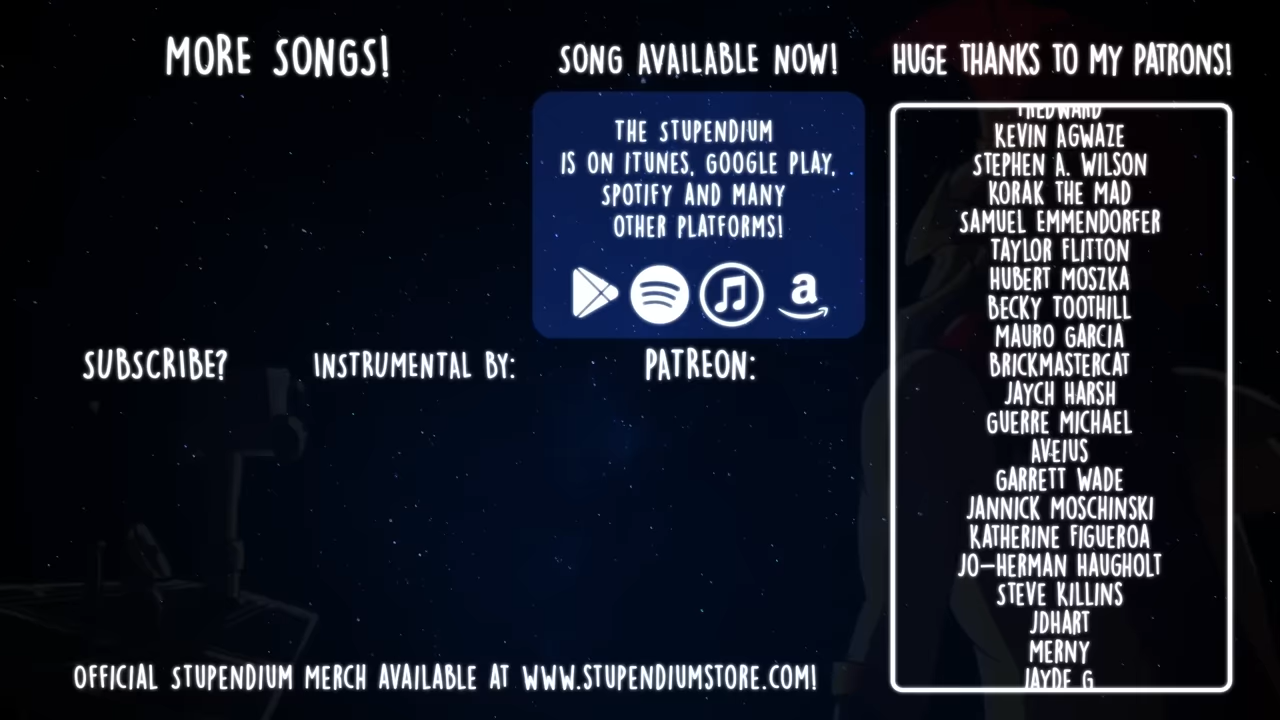 MORE SONGS!
SONG AVAILABLE NOW!
THE STUPENDIUM
IS ON ITUNES, GOOGLE PLAY,
SPOTIFY AND MANY
OTHER PLATFORMS!
a
SUBSCRIBE?
INSTRUMENTAL BY:
PATREON:
OFFICIAL STUPENDIUM MERCH AVAILABLE AT WWW.STUPENDIUMSTORE.COM!
HUGE THANKS TO MY PATRONS!
KEVIN AGWAZE
STEPHEN A. WILSON
KORAK THE MAD
SAMUEL EMMENDORFER
TAYLOR FLITTON
HUBERT MOSZKA
BECKY TOOTHILL
MAURO GARCIA
BRICKMASTERCAT
JAYCH HARSH
GUERRE MICHAEL
AVEIUS
GARRETT WADE
JANNICK MOSCHINSKI
KATHERINE FIGUEROA
JO-HERMAN HAUGHOLT
STEVE KILLINS
JDHART
MERNY
JAYDE G